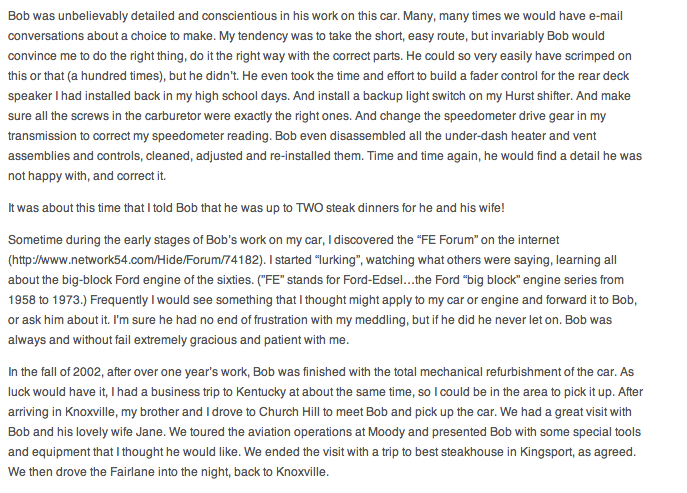 Bob was unbelievably detailed and conscientious in his work on this car. Many, many times we would have e-mail
conversations about a choice to make. My tendency was to take the short, easy route, but invariably Bob would
convince me to do the right thing, do it the right way with the correct parts. He could so very easily have scrimped on
this or that (a hundred times), but he didn't. He even took the time and effort to build a fader control for the rear deck
speaker I had installed back in my high school days. And install a backup light switch on my Hurst shifter. And make
sure all the screws in the carburetor were exactly the right ones. And change the speedometer drive gear in my
transmission to correct my speedometer reading. Bob even disassembled all the under-dash heater and vent
assemblies and controls, cleaned, adjusted and re-installed them. Time and time again, he would find a detail he was
not happy with, and correct it.
It was about this time that I told Bob that he was up to TWO steak dinners for he and his wife!
Sometime during the early stages of Bob's work on my car, I discovered the “FE Forum” on the internet
(http://www.network54.com/Hide/Forum/74182). I started “lurking”, watching what others were saying, learning all
about the big-block Ford engine of the sixties. (”FE” stands for Ford-Edsel…the Ford “big block” engine series from
1958 to 1973.) Frequently I would see something that I thought might apply to my car or engine and forward it to Bob,
or ask him about it. I'm sure he had no end of frustration with my meddling, but if he did he never let on. Bob was
always and without fail extremely gracious and patient with me.
In the fall of 2002, after over one year's work, Bob was finished with the total mechanical refurbishment of the car. As
luck would have it, I had a business trip to Kentucky at about the same time, so I could be in the area to pick it up. After
arriving in Knoxville, my brother and I drove to Church Hill to meet Bob and pick up the car. We had a great visit with
Bob and his lovely wife Jane. We toured the aviation operations at Moody and presented Bob with some special tools
and equipment that I thought he would like. We ended the visit with a trip to best steakhouse in Kingsport, as agreed.
We then drove the Fairlane into the night, back to Knoxville.